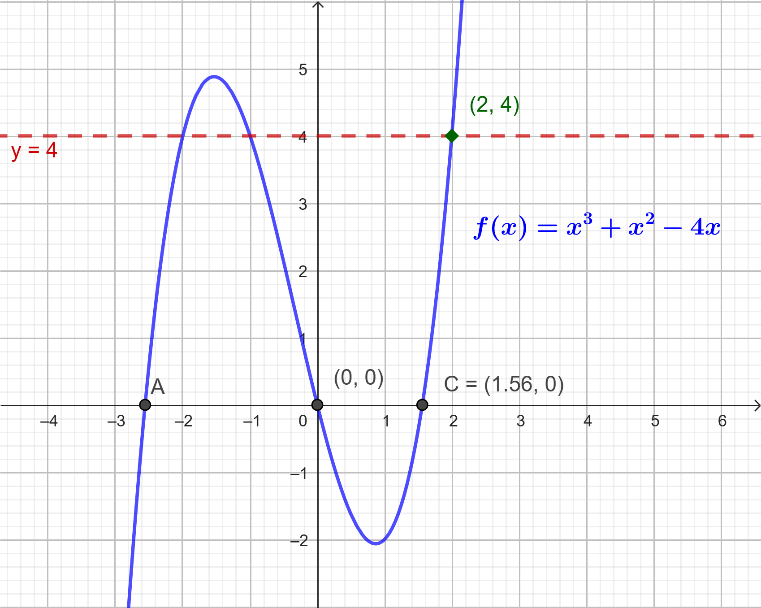 5
(2, 4)
4
y = 4
3
f(x) = x³ + x² − 4x
2
1
A
(0, 0)
C = (1.56, 0)
–4 –3 –2 –1 0 1 2 3 4 5 6
–1
–2